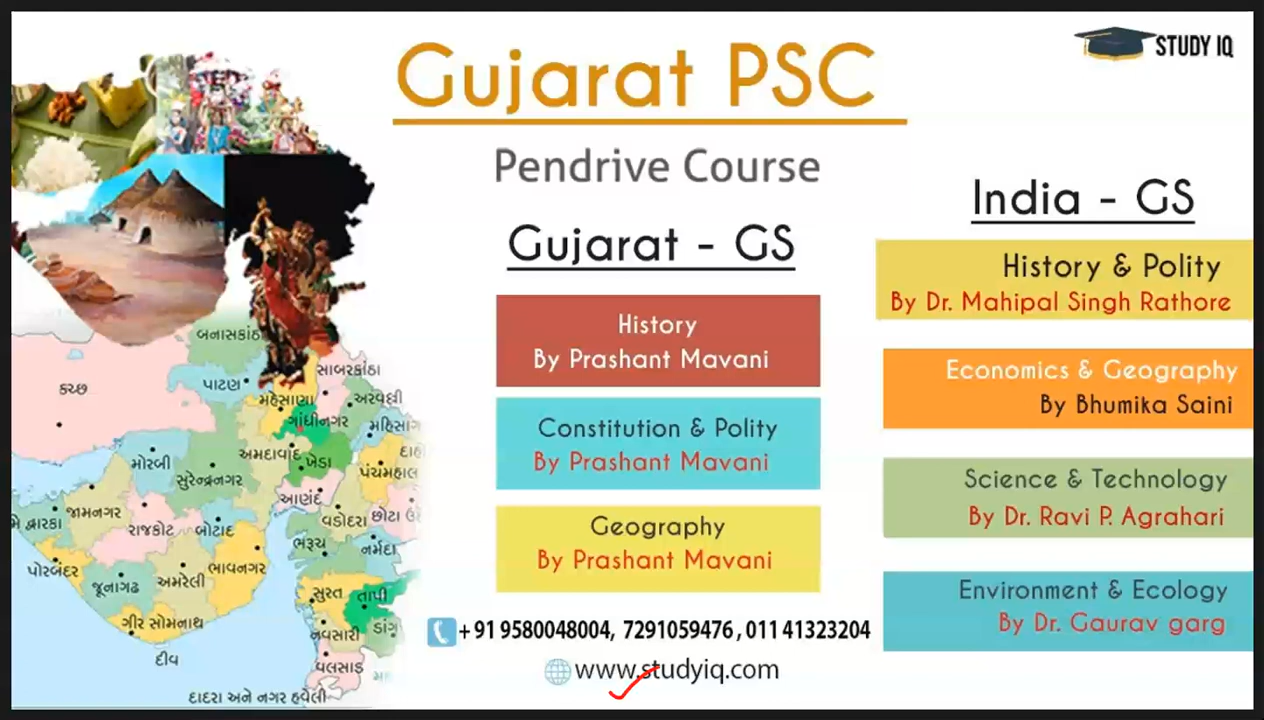 STUDY IQ
Gujarat PSC
Pendrive Course
Gujarat - GS
History
By Prashant Mavani
Constitution & Polity
By Prashant Mavani
Geography
By Prashant Mavani
India - GS
History & Polity
By Dr. Mahipal Singh Rathore
Economics & Geography
By Bhumika Saini
Science & Technology
By Dr. Ravi P. Agrahari
Environment & Ecology
By Dr. Gaurav garg
+91 9580048004, 7291059476, 011 41323204
www.studyiq.com
બનાસકાંઠા
સાબરકાંઠા
કચ્છ
પાટણ
મહેસાણા
અરવલ્લી
ગાંધીનગર
મોરબી
અમદાવાદ
ખેડા
પંચમહાલ
સુરેન્દ્રનગર
આણંદ
જામનગર
રાજકોટ
બોટાદ
વડોદરા
દ્વારકા
ભરૂચ
નર્મદા
પોરબંદર
જૂનાગઢ
અમરેલી
ભાવનગર
સુરત
તાપી
ગીર સોમનાથ
નવસારી
ડાંગ
દીવ
વલસાડ
દાદરા અને નગર હવેલી